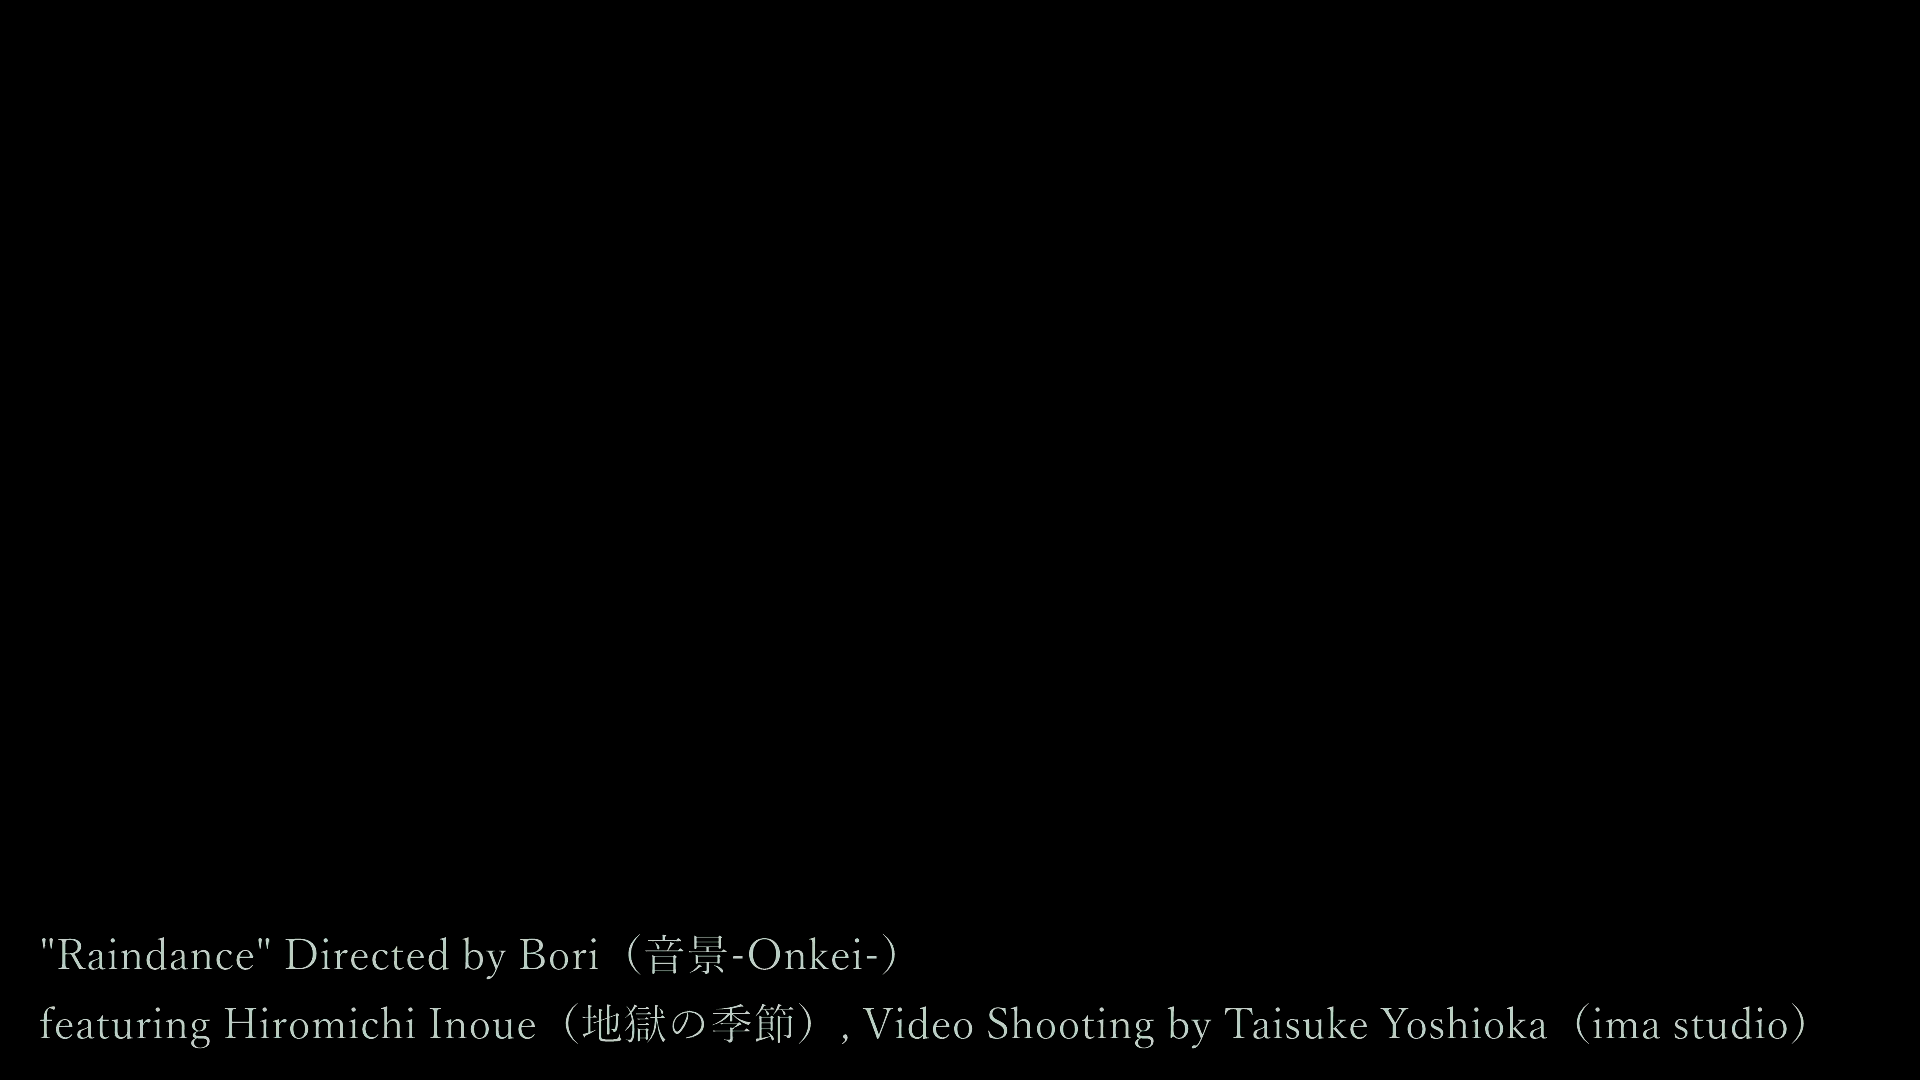 "Raindance" Directed by Bori（音景-Onkei-）
featuring Hiromichi Inoue（地獄の季節）, Video Shooting by Taisuke Yoshioka（ima studio）